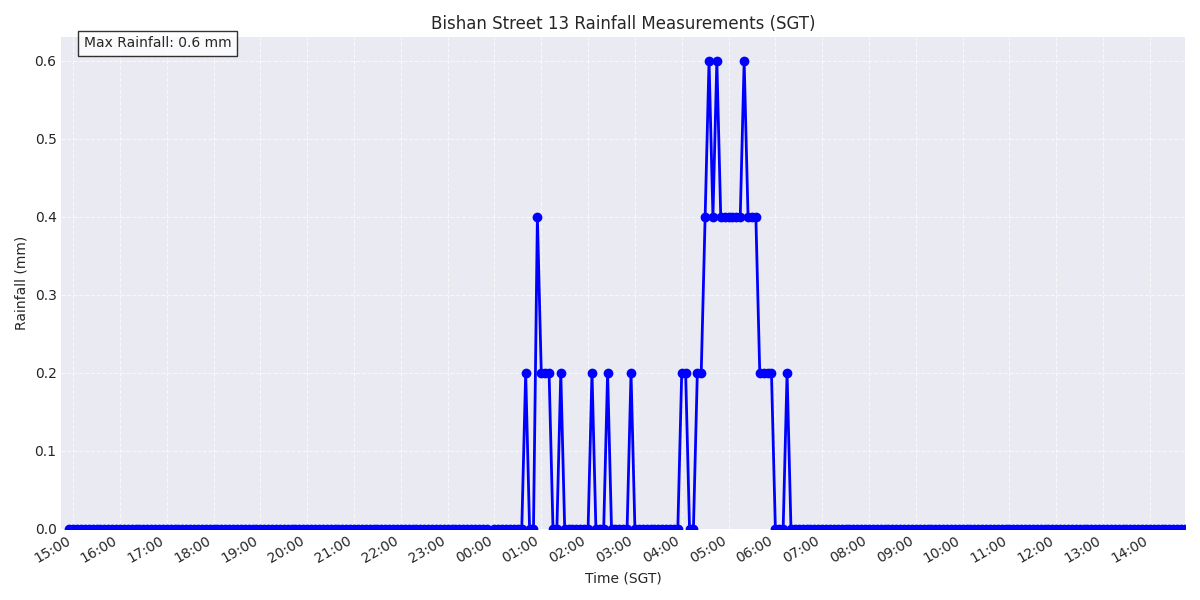 Bishan Street 13 Rainfall Measurements (SGT)
Max Rainfall: 0.6 mm
0.6
0.5
0.4
0.3
0.2
0.1
0.0
Rainfall (mm)
15:00 16:00 17:00 18:00 19:00 20:00 21:00 22:00 23:00 00:00 01:00 02:00 03:00 04:00 05:00 06:00 07:00 08:00 09:00 10:00 11:00 12:00 13:00 14:00
Time (SGT)